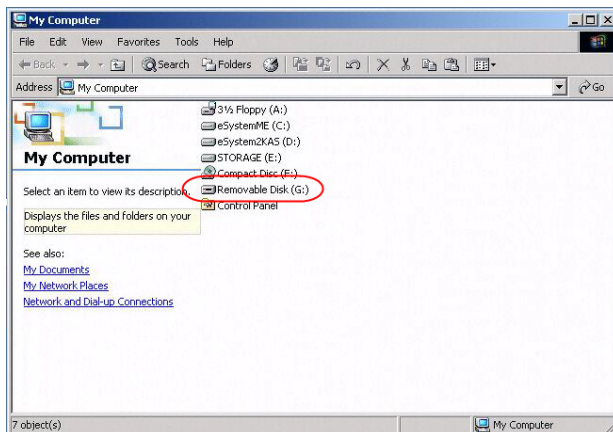 My Computer
File Edit View Favorites Tools Help
Back Search Folders
Address My Computer Go
My Computer
Select an item to view its description.
Displays the files and folders on your
computer
See also:
My Documents
My Network Places
Network and Dial-up Connections
3½ Floppy (A:)
eSystemME (C:)
eSystem2KAS (D:)
STORAGE (E:)
Compact Disc (F:)
Removable Disk (G:)
Control Panel
7 object(s) My Computer